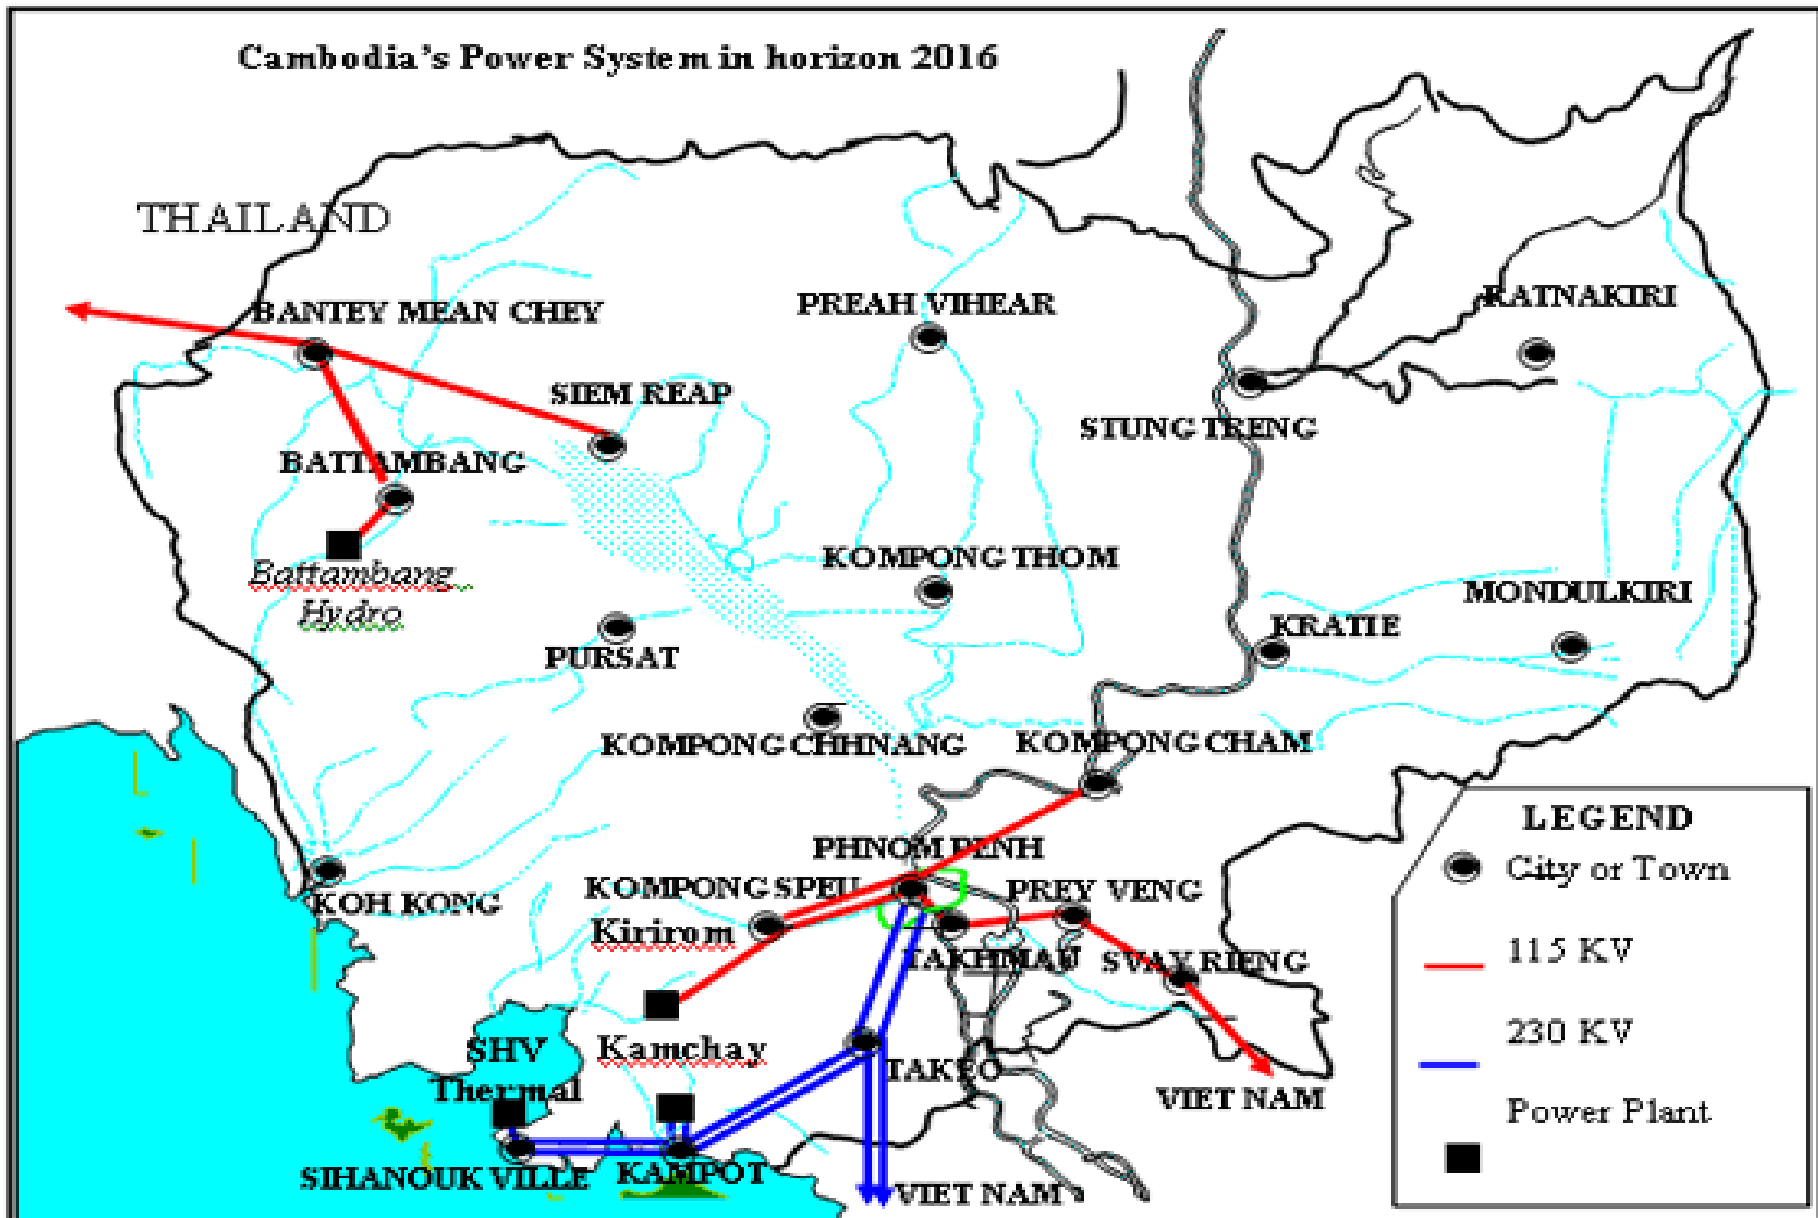 Cambodia's Power System in horizon 2016
THAILAND
BANTEY MEAN CHEY
PREAH VIHEAR
RATNAKIRI
SIEM REAP
STUNG TRENG
BATTAMBANG
Battambang
Hydro
KOMPONG THOM
MONDULKIRI
KRATIE
PURSAT
KOMPONG CHHNANG
KOMPONG CHAM
PHNOM PENH
KOMPONG SPEU
PREY VENG
KOH KONG
Kirirom
TAKHMAU
SVAY RIENG
SHV
Thermal
Kamchay
TAKEO
VIET NAM
SIHANOUK VILLE
KAMPOT
VIET NAM
LEGEND
City or Town
115 KV
230 KV
Power Plant